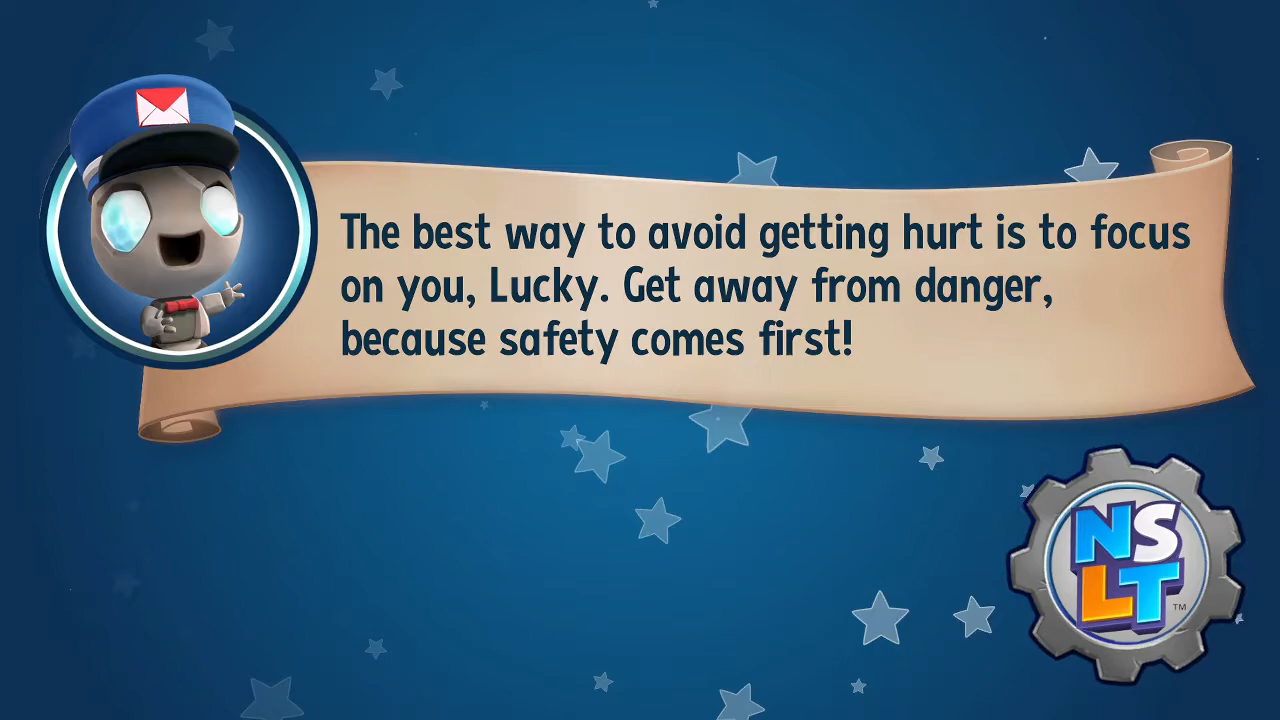 The best way to avoid getting hurt is to focus
on you, Lucky. Get away from danger,
because safety comes first!
NS
LT
TM